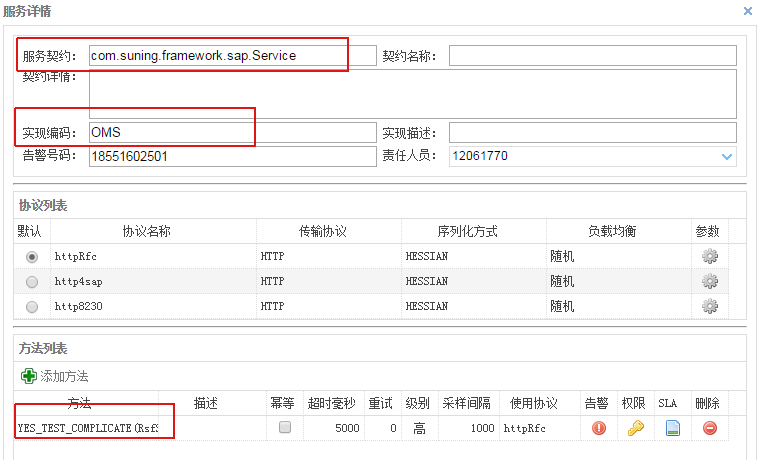 服务详情
服务契约： com.suning.framework.sap.Service 契约名称：
契约详情：
实现编码： OMS 实现描述：
告警号码： 18551602501 责任人员： 12061770
协议列表
默认 协议名称 传输协议 序列化方式 负载均衡 参数
httpRfc HTTP HESSIAN 随机
http4sap HTTP HESSIAN 随机
http8230 HTTP HESSIAN 随机
方法列表
添加方法
方法 描述 幂等 超时毫秒 重试 级别 采样间隔 使用协议 告警 权限 SLA 删除
YES_TEST_COMPLICATE(RsfS 5000 0 高 1000 httpRfc